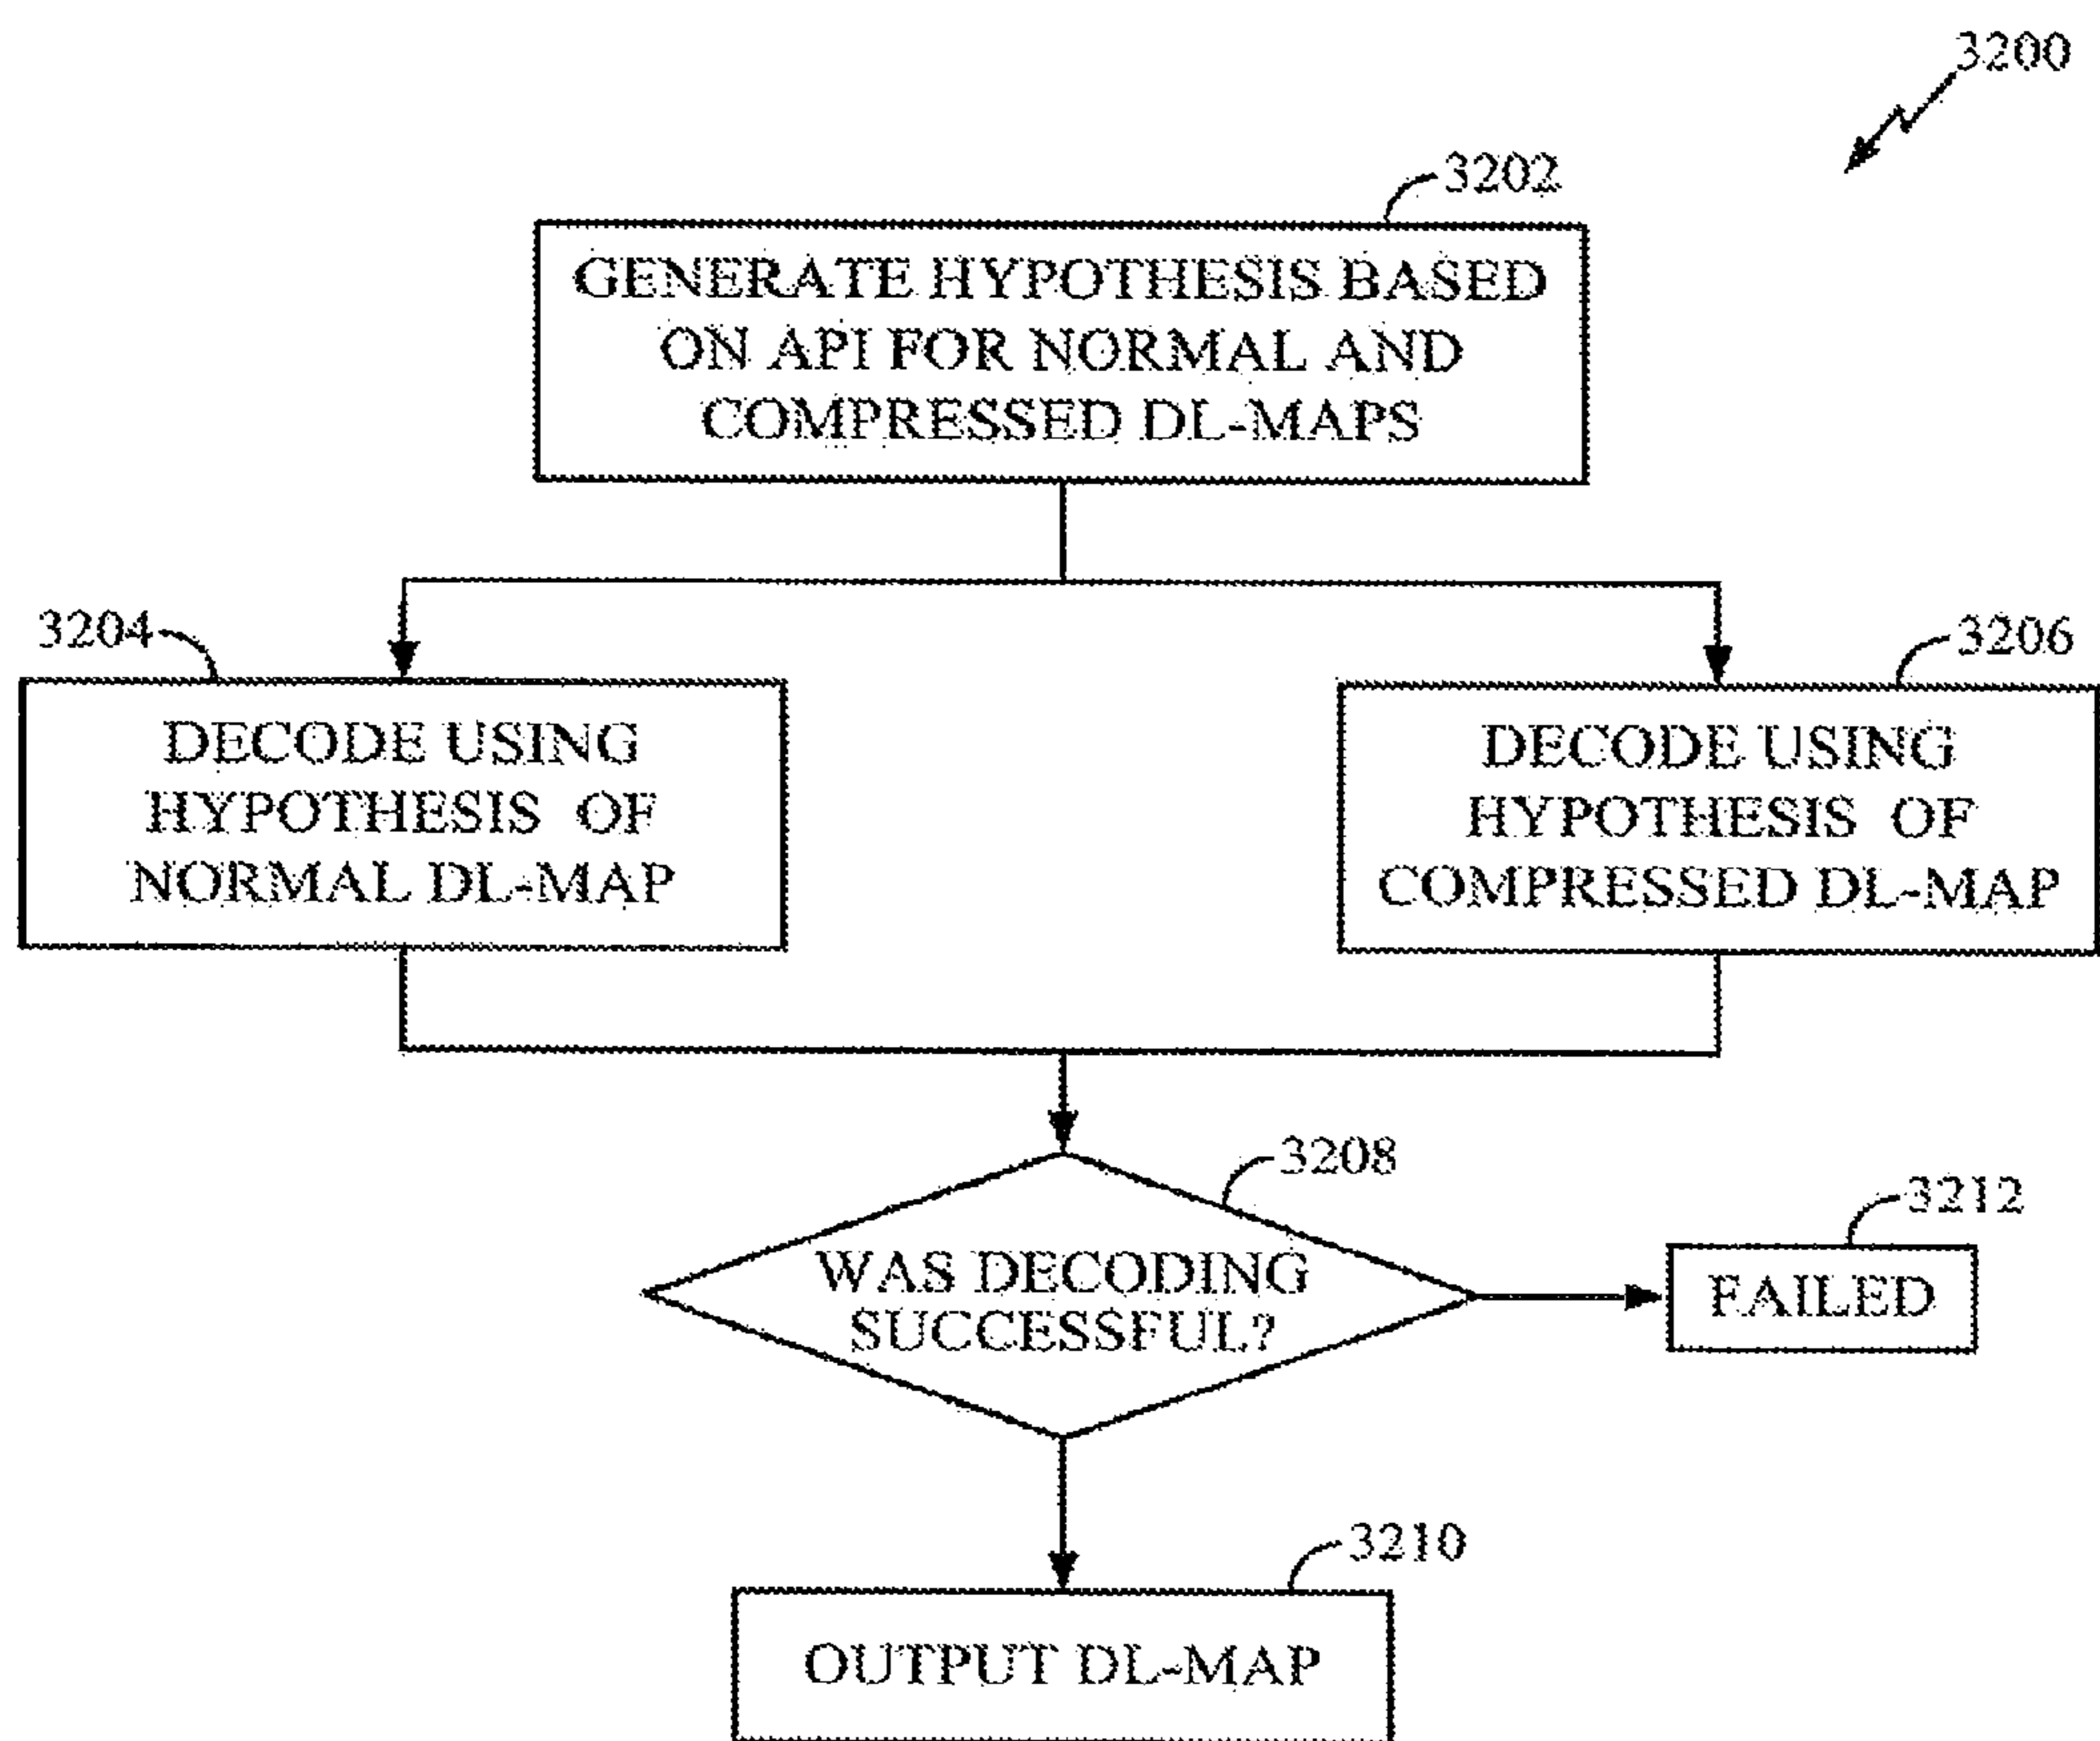 3200
3202
GENERATE HYPOTHESIS BASED
ON API FOR NORMAL AND
COMPRESSED DL-MAPS
3204
DECODE USING
HYPOTHESIS OF
NORMAL DL-MAP
3206
DECODE USING
HYPOTHESIS OF
COMPRESSED DL-MAP
3208
WAS DECODING
SUCCESSFUL?
3212
FAILED
3210
OUTPUT DL-MAP